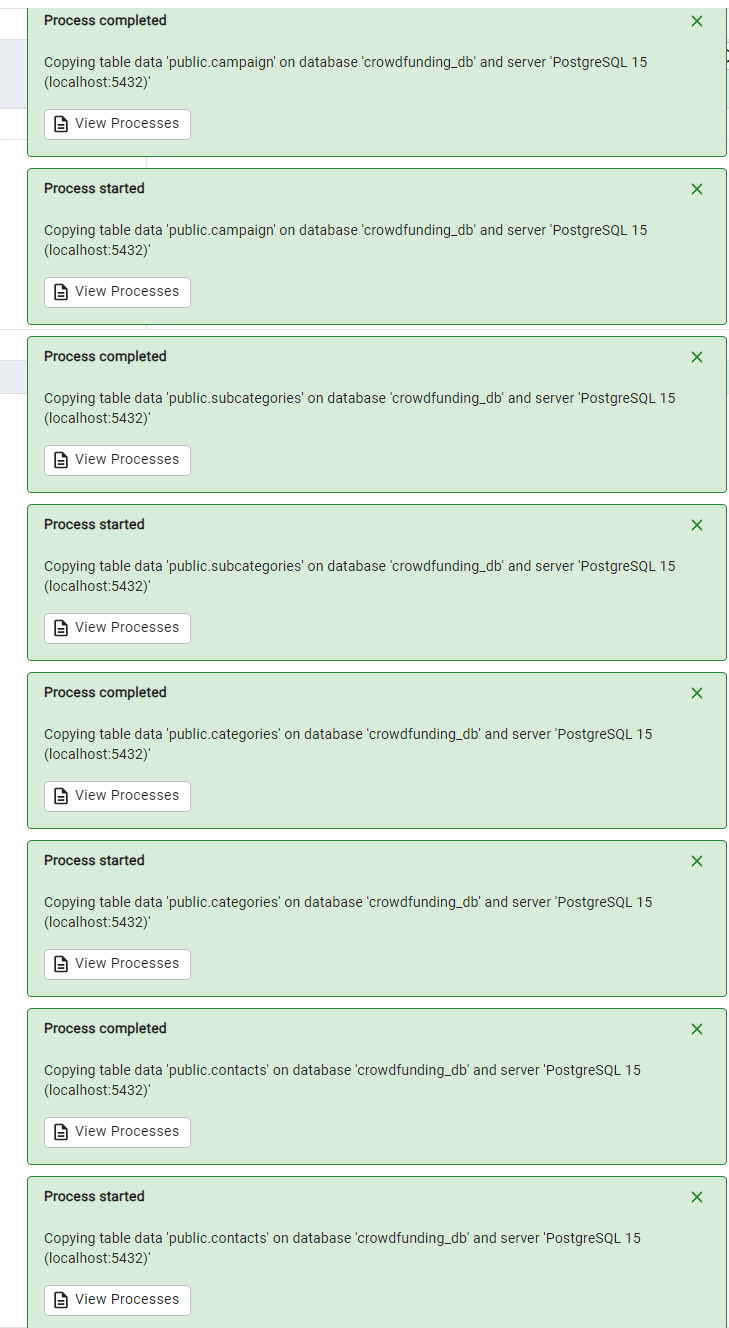 Process completed
Copying table data 'public.campaign' on database 'crowdfunding_db' and server 'PostgreSQL 15
(localhost:5432)'
View Processes
Process started
Copying table data 'public.campaign' on database 'crowdfunding_db' and server 'PostgreSQL 15
(localhost:5432)'
View Processes
Process completed
Copying table data 'public.subcategories' on database 'crowdfunding_db' and server 'PostgreSQL 15
(localhost:5432)'
View Processes
Process started
Copying table data 'public.subcategories' on database 'crowdfunding_db' and server 'PostgreSQL 15
(localhost:5432)'
View Processes
Process completed
Copying table data 'public.categories' on database 'crowdfunding_db' and server 'PostgreSQL 15
(localhost:5432)'
View Processes
Process started
Copying table data 'public.categories' on database 'crowdfunding_db' and server 'PostgreSQL 15
(localhost:5432)'
View Processes
Process completed
Copying table data 'public.contacts' on database 'crowdfunding_db' and server 'PostgreSQL 15
(localhost:5432)'
View Processes
Process started
Copying table data 'public.contacts' on database 'crowdfunding_db' and server 'PostgreSQL 15
(localhost:5432)'
View Processes